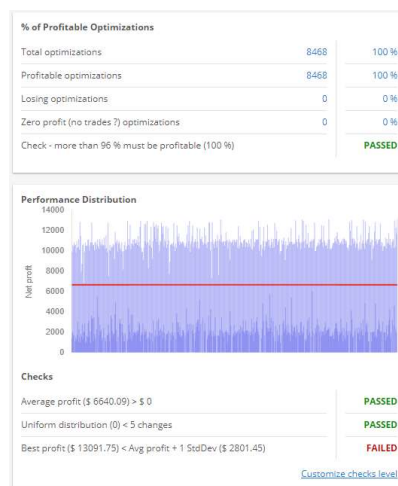 % of Profitable Optimizations
Total optimizations 8468 100 %
Profitable optimizations 8468 100 %
Losing optimizations 0 0 %
Zero profit (no trades ?) optimizations 0 0 %
Check - more than 96 % must be profitable (100 %) PASSED
Performance Distribution
14000
12000
10000
8000
6000
4000
2000
0
Net profit
Checks
Average profit ($ 6640.09) > $ 0 PASSED
Uniform distribution (0) < 5 changes PASSED
Best profit ($ 13091.75) < Avg profit + 1 StdDev ($ 2801.45) FAILED
Customize checks level